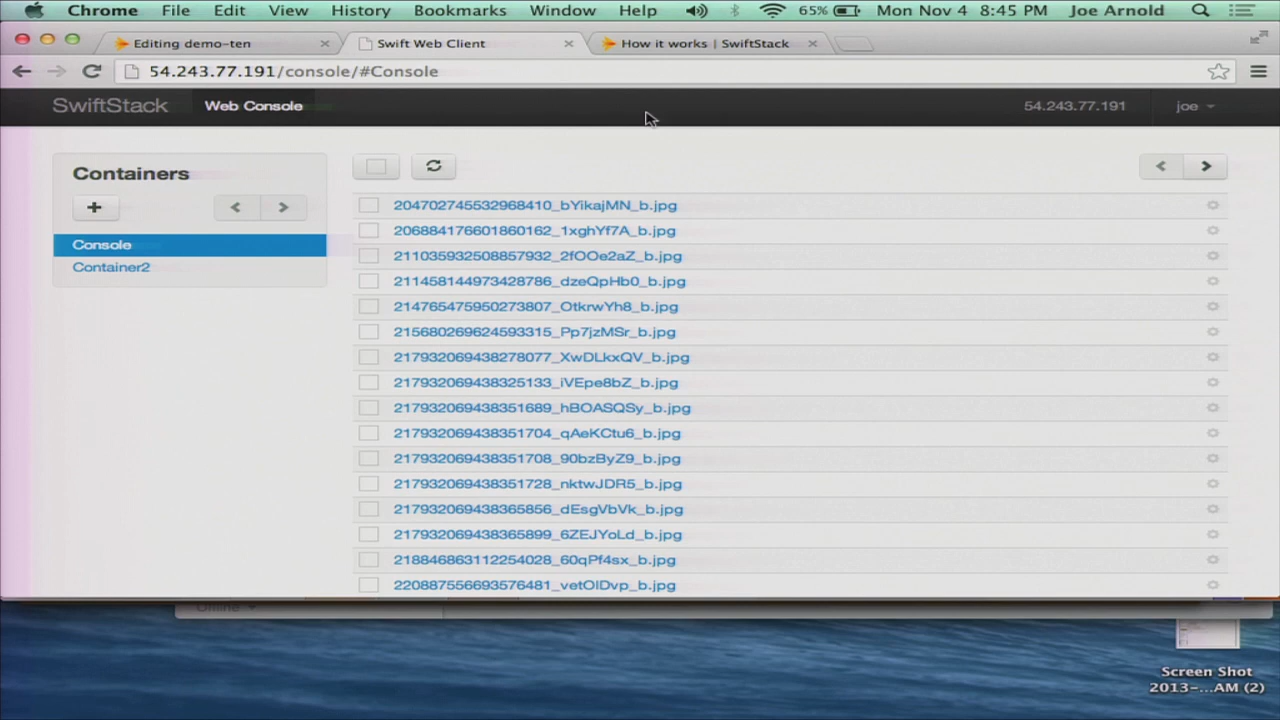 Chrome File Edit View History Bookmarks Window Help 65% Mon Nov 4 8:45 PM Joe Arnold
Editing demo-ten Swift Web Client How it works | SwiftStack
54.243.77.191/console/#Console
SwiftStack Web Console 54.243.77.191 joe
Containers
Console
Container2
204702745532968410_bYikajMN_b.jpg
206884176601860162_1xghYf7A_b.jpg
211035932508857932_2fOOe2aZ_b.jpg
211458144973428786_dzeQpHb0_b.jpg
214765475950273807_OtkrwYh8_b.jpg
215680269624593315_Pp7jzMSr_b.jpg
217932069438278077_XwDLkxQV_b.jpg
217932069438325133_iVEpe8bZ_b.jpg
217932069438351689_hBOASQSy_b.jpg
217932069438351704_qAeKCtu6_b.jpg
217932069438351708_90bzByZ9_b.jpg
217932069438351728_nktwJDR5_b.jpg
217932069438365856_dEsgVbVk_b.jpg
217932069438365899_6ZEJYoLd_b.jpg
218846863112254028_60qPf4sx_b.jpg
220887556693576481_vetOlDvp_b.jpg
Offline
Screen Shot
2013-...AM (2)